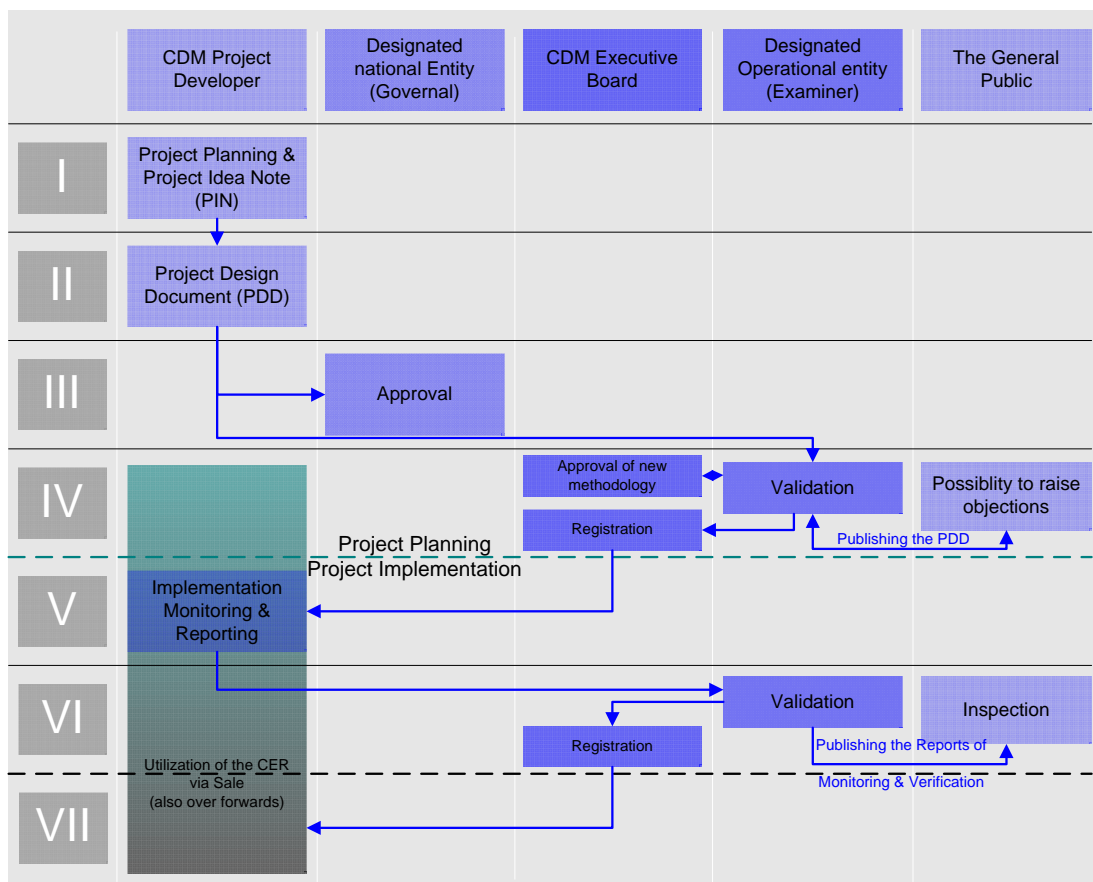 CDM Project
Developer
Designated
national Entity
(Governal)
CDM Executive
Board
Designated
Operational entity
(Examiner)
The General
Public
I
Project Planning &
Project Idea Note
(PIN)
II
Project Design
Document (PDD)
III
Approval
IV
Approval of new
methodology
Validation
Possiblity to raise
objections
Registration
Publishing the PDD
Project Planning
Project Implementation
V
Implementation
Monitoring &
Reporting
VI
Validation
Inspection
Registration
Publishing the Reports of
Monitoring & Verification
Utilization of the CER
via Sale
(also over forwards)
VII